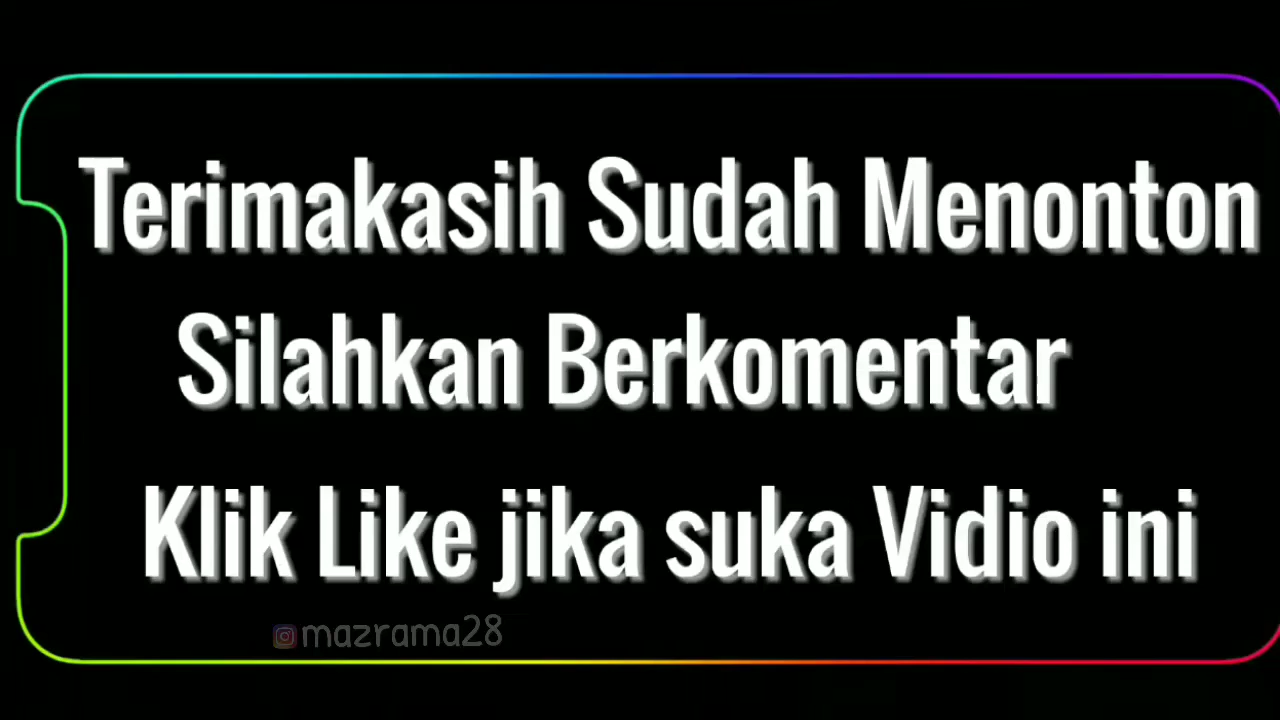 Terimakasih Sudah Menonton
Silahkan Berkomentar
Klik Like jika suka Vidio ini
mazrama28